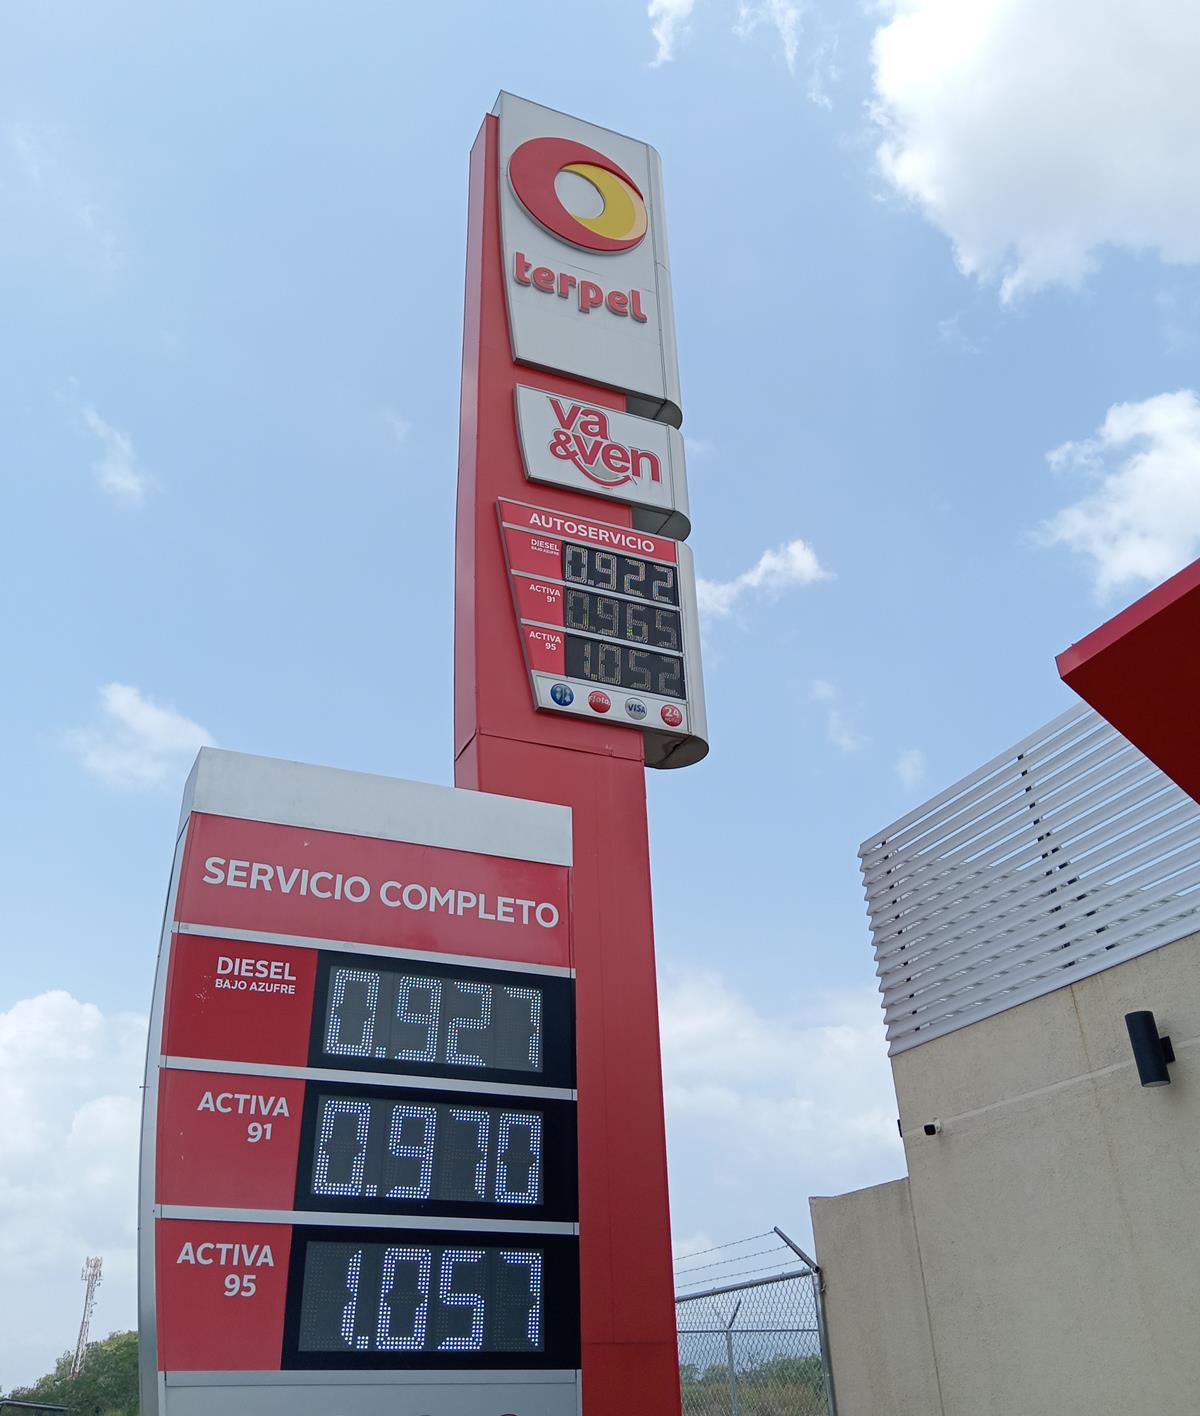 terpel
va
&ven
AUTOSERVICIO
DIESEL
BAJO AZUFRE
0.922
ACTIVA
91
0.965
ACTIVA
95
1.052
VISA
24
SERVICIO COMPLETO
DIESEL
BAJO AZUFRE
0.927
ACTIVA
91
0.970
ACTIVA
95
1.057